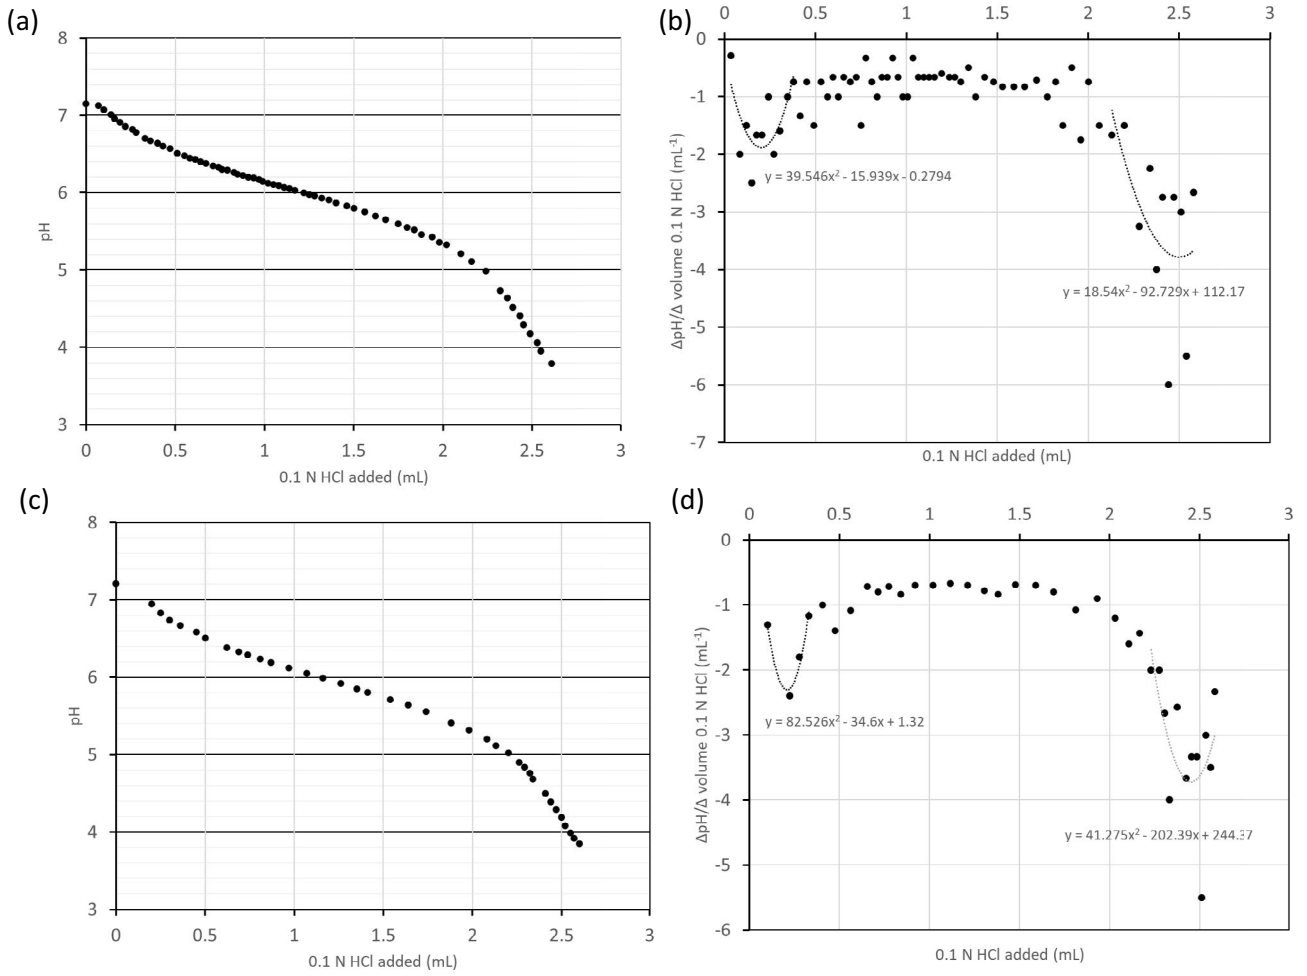 (a)
8
7
6
5
4
3
pH
0 0.5 1 1.5 2 2.5 3
0.1 N HCl added (mL)
(b)
0 0.5 1 1.5 2 2.5 3
0
-1
-2
-3
-4
-5
-6
-7
ΔpH/Δ volume 0.1 N HCl (mL⁻¹)
y = 39.546x² - 15.939x - 0.2794
y = 18.54x² - 92.729x + 112.17
0.1 N HCl added (mL)
(c)
8
7
6
5
4
3
pH
0 0.5 1 1.5 2 2.5 3
0.1 N HCl added (mL)
(d)
0 0.5 1 1.5 2 2.5 3
0
-1
-2
-3
-4
-5
-6
ΔpH/Δ volume 0.1 N HCl (mL⁻¹)
y = 82.526x² - 34.6x + 1.32
y = 41.275x² - 202.39x + 244.37
0.1 N HCl added (mL)